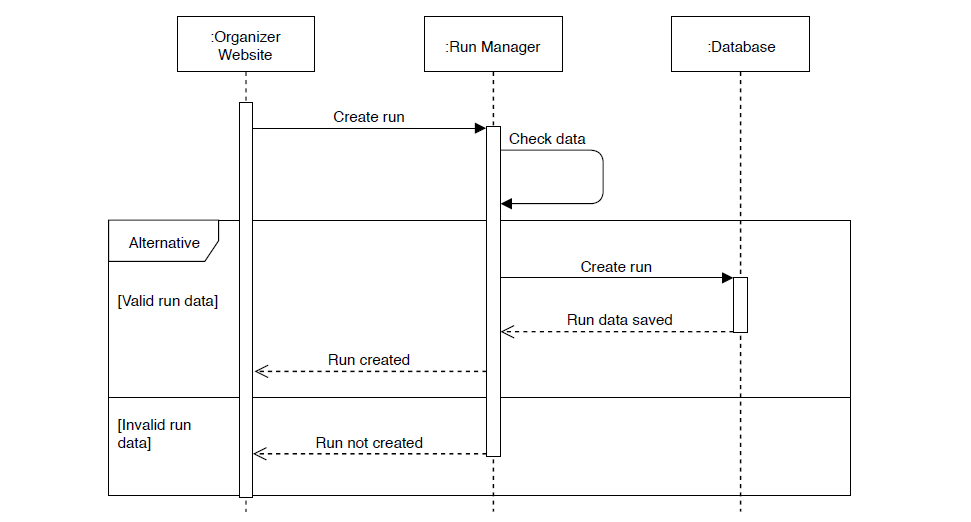 :Organizer
Website
:Run Manager
:Database
Create run
Check data
Alternative
Create run
[Valid run data]
Run data saved
Run created
[Invalid run
data]
Run not created